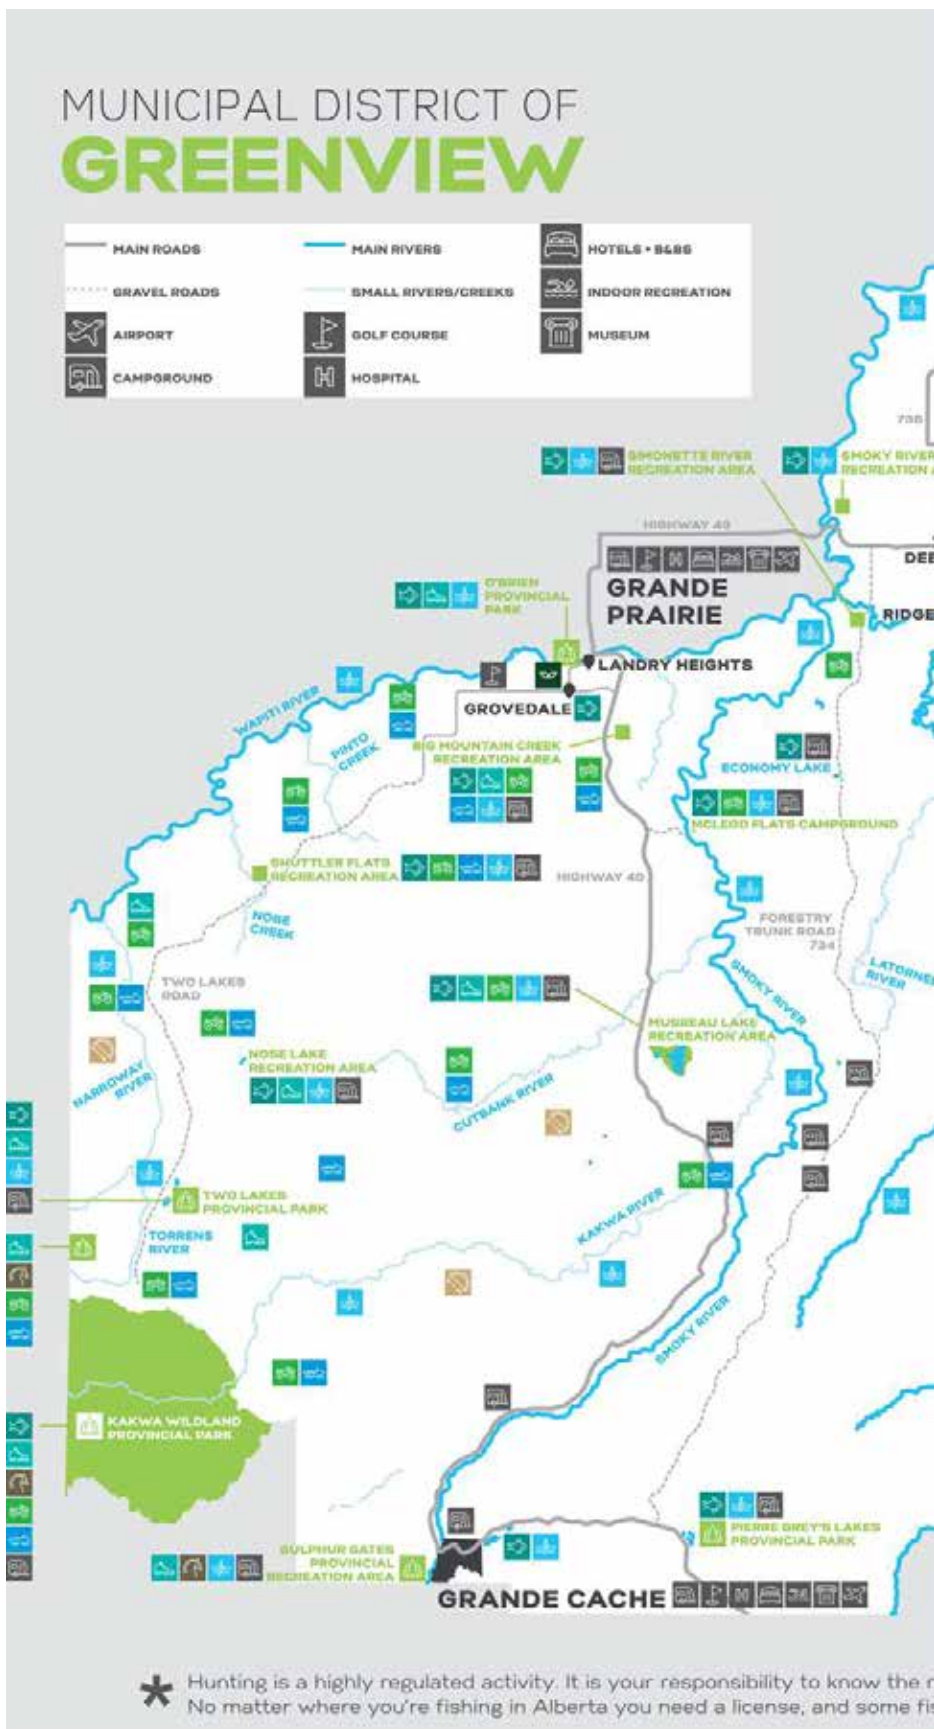 MUNICIPAL DISTRICT OF
GREENVIEW
MAIN ROADS
MAIN RIVERS
HOTELS • B&BS
GRAVEL ROADS
SMALL RIVERS/CREEKS
INDOOR RECREATION
AIRPORT
GOLF COURSE
MUSEUM
CAMPGROUND
HOSPITAL
SIMONETTE RIVER
RECREATION AREA
SMOKY RIVER
RECREATION
HIGHWAY 43
GRANDE
PRAIRIE
O'BRIEN
PROVINCIAL
PARK
LANDRY HEIGHTS
WAPITI RIVER
GROVEDALE
PINTO
CREEK
BIG MOUNTAIN CREEK
RECREATION AREA
ECONOMY LAKE
MCLEOD FLATS CAMPGROUND
SHUTTLER FLATS
RECREATION AREA
HIGHWAY 40
NOSE
CREEK
FORESTRY
TRUNK ROAD
734
SMOKY RIVER
RIVER
TWO LAKES
ROAD
MUSREAU LAKE
RECREATION AREA
NOSE LAKE
RECREATION AREA
NARROWAY
RIVER
CUTBANK RIVER
TWO LAKES
PROVINCIAL PARK
KAKWA RIVER
TORRENS
RIVER
SMOKY RIVER
KAKWA WILDLAND
PROVINCIAL PARK
PIERRE GREY'S LAKES
PROVINCIAL PARK
SULPHUR GATES
PROVINCIAL
RECREATION AREA
GRANDE CACHE
* Hunting is a highly regulated activity. It is your responsibility to know the
No matter where you're fishing in Alberta you need a license, and some